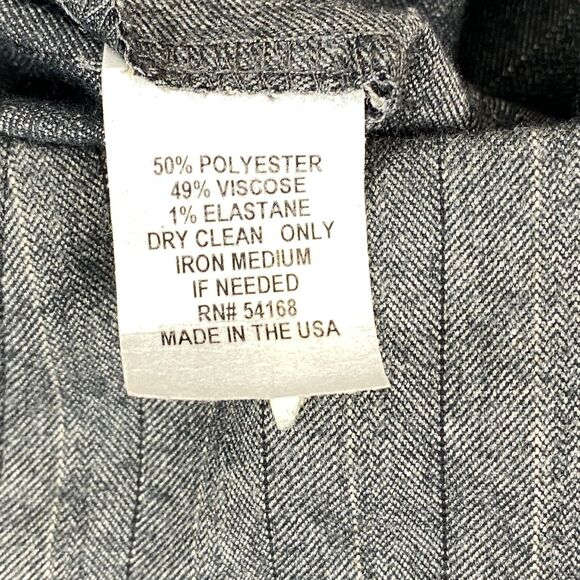 50% POLYESTER
49% VISCOSE
1% ELASTANE
DRY CLEAN ONLY
IRON MEDIUM
IF NEEDED
RN# 54168
MADE IN THE USA